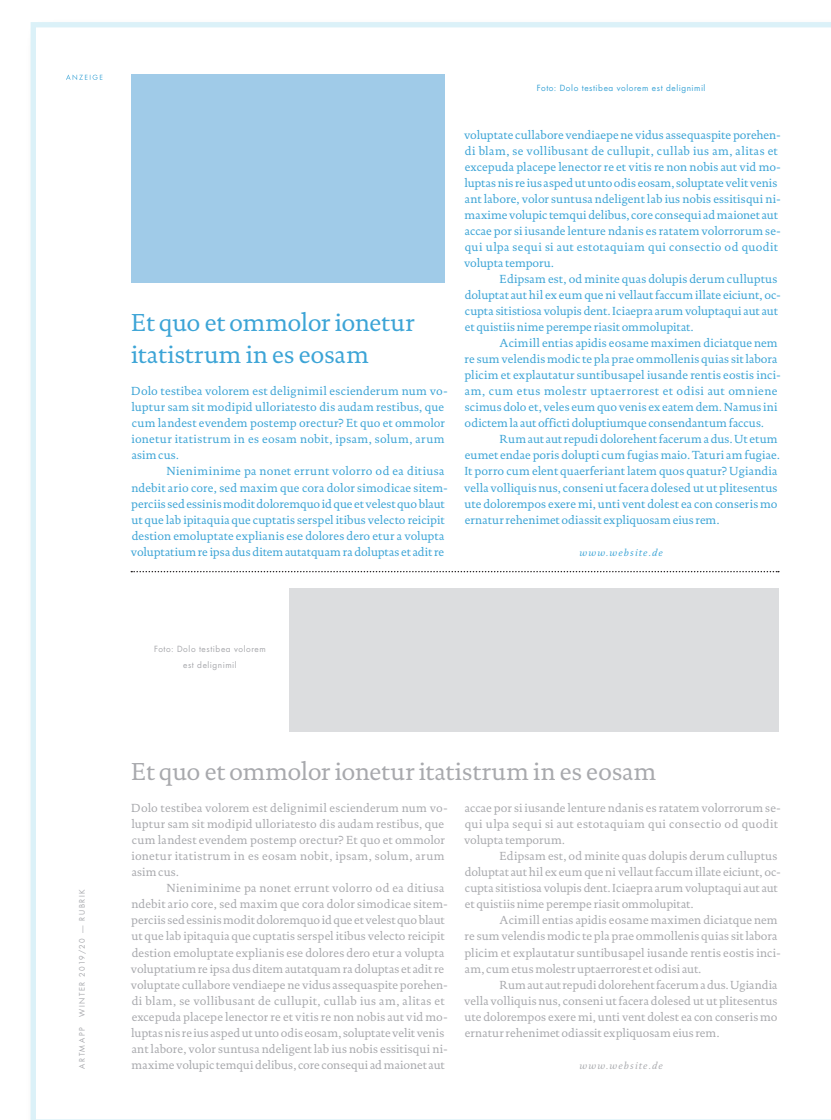 ANZEIGE
Foto: Dolo testibea volorem est delignimil
Et quo et ommolor ionetur
itatistrum in es eosam
Dolo testibea volorem est delignimil escienderum num vo-
luptur sam sit modipid ulloriatesto dis audam restibus, que
cum landest evendem postemp orectur? Et quo et ommolor
ionetur itatistrum in es eosam nobit, ipsam, solum, arum
asim cus.
Nieniminime pa nonet errunt volorro od ea ditiusa
ndebit ario core, sed maxim que cora dolor simodicae sitem-
perciis sed essinis modit doloremquo id que et velest quo blaut
ut que lab ipitaquia que cuptatis serspel itibus velecto reicipit
destion emoluptate explianis ese dolores dero etur a volupta
voluptatium re ipsa dus ditem autatquam ra doluptas et adit re
voluptate cullabore vendiaepe ne vidus assequaspite porehen-
di blam, se vollibusant de cullupit, cullab ius am, alitas et
excepuda placepe lenector re et vitis re non nobis aut vid mo-
luptas nis re ius asped ut unto odis eosam, soluptate velit venis
ant labore, volor suntusa ndeligent lab ius nobis essitisqui ni-
maxime volupic temqui delibus, core consequi ad maionet aut
accae por si iusande lenture ndanis es ratatem volorrorum se-
qui ulpa sequi si aut estotaquiam qui consectio od quodit
volupta temporu.
Edipsam est, od minite quas dolupis derum culluptus
doluptat aut hil ex eum que ni vellaut faccum illate eiciunt, oc-
cupta sitistiosa volupis dent. Iciaepra arum voluptaqui aut aut
et quistiis nime perempe riasit ommolupitat.
Acimill entias apidis eosame maximen diciatque nem
re sum velendis modic te pla prae ommollenis quias sit labora
plicim et explautatur suntibusapel iusande rentis eostis inci-
am, cum etus molestr uptaerrorest et odisi aut omniene
scimus dolo et, veles eum quo venis ex eatem dem. Namus ini
odictem la aut officti doluptiumque consendantum faccus.
Rum aut aut repudi dolorehent facerum a dus. Ut etum
eumet endae poris dolupti cum fugias maio. Taturi am fugiae.
It porro cum elent quaerferiant latem quos quatur? Ugiandia
vella volliquis nus, conseni ut facera dolesed ut ut plitesentus
ute dolorempos exere mi, unti vent dolest ea con conseris mo
ernatur rehenimet odiassit expliquosam eius rem.
www.website.de
Foto: Dolo testibea volorem
est delignimil
Et quo et ommolor ionetur itatistrum in es eosam
Dolo testibea volorem est delignimil escienderum num vo-
luptur sam sit modipid ulloriatesto dis audam restibus, que
cum landest evendem postemp orectur? Et quo et ommolor
ionetur itatistrum in es eosam nobit, ipsam, solum, arum
asim cus.
Nieniminime pa nonet errunt volorro od ea ditiusa
ndebit ario core, sed maxim que cora dolor simodicae sitem-
perciis sed essinis modit doloremquo id que et velest quo blaut
ut que lab ipitaquia que cuptatis serspel itibus velecto reicipit
destion emoluptate explianis ese dolores dero etur a volupta
voluptatium re ipsa dus ditem autatquam ra doluptas et adit re
voluptate cullabore vendiaepe ne vidus assequaspite porehen-
di blam, se vollibusant de cullupit, cullab ius am, alitas et
excepuda placepe lenector re et vitis re non nobis aut vid mo-
luptas nis re ius asped ut unto odis eosam, soluptate velit venis
ant labore, volor suntusa ndeligent lab ius nobis essitisqui ni-
maxime volupic temqui delibus, core consequi ad maionet aut
accae por si iusande lenture ndanis es ratatem volorrorum se-
qui ulpa sequi si aut estotaquiam qui consectio od quodit
volupta temporum.
Edipsam est, od minite quas dolupis derum culluptus
doluptat aut hil ex eum que ni vellaut faccum illate eiciunt, oc-
cupta sitistiosa volupis dent. Iciaepra arum voluptaqui aut aut
et quistiis nime perempe riasit ommolupitat.
Acimill entias apidis eosame maximen diciatque nem
re sum velendis modic te pla prae ommollenis quias sit labora
plicim et explautatur suntibusapel iusande rentis eostis inci-
am, cum etus molestr uptaerrorest et odisi aut.
Rum aut aut repudi dolorehent facerum a dus. Ugiandia
vella volliquis nus, conseni ut facera dolesed ut ut plitesentus
ute dolorempos exere mi, unti vent dolest ea con conseris mo
ernatur rehenimet odiassit expliquosam eius rem.
www.website.de
ARTMAPP WINTER 2019/20 — RUBRIK